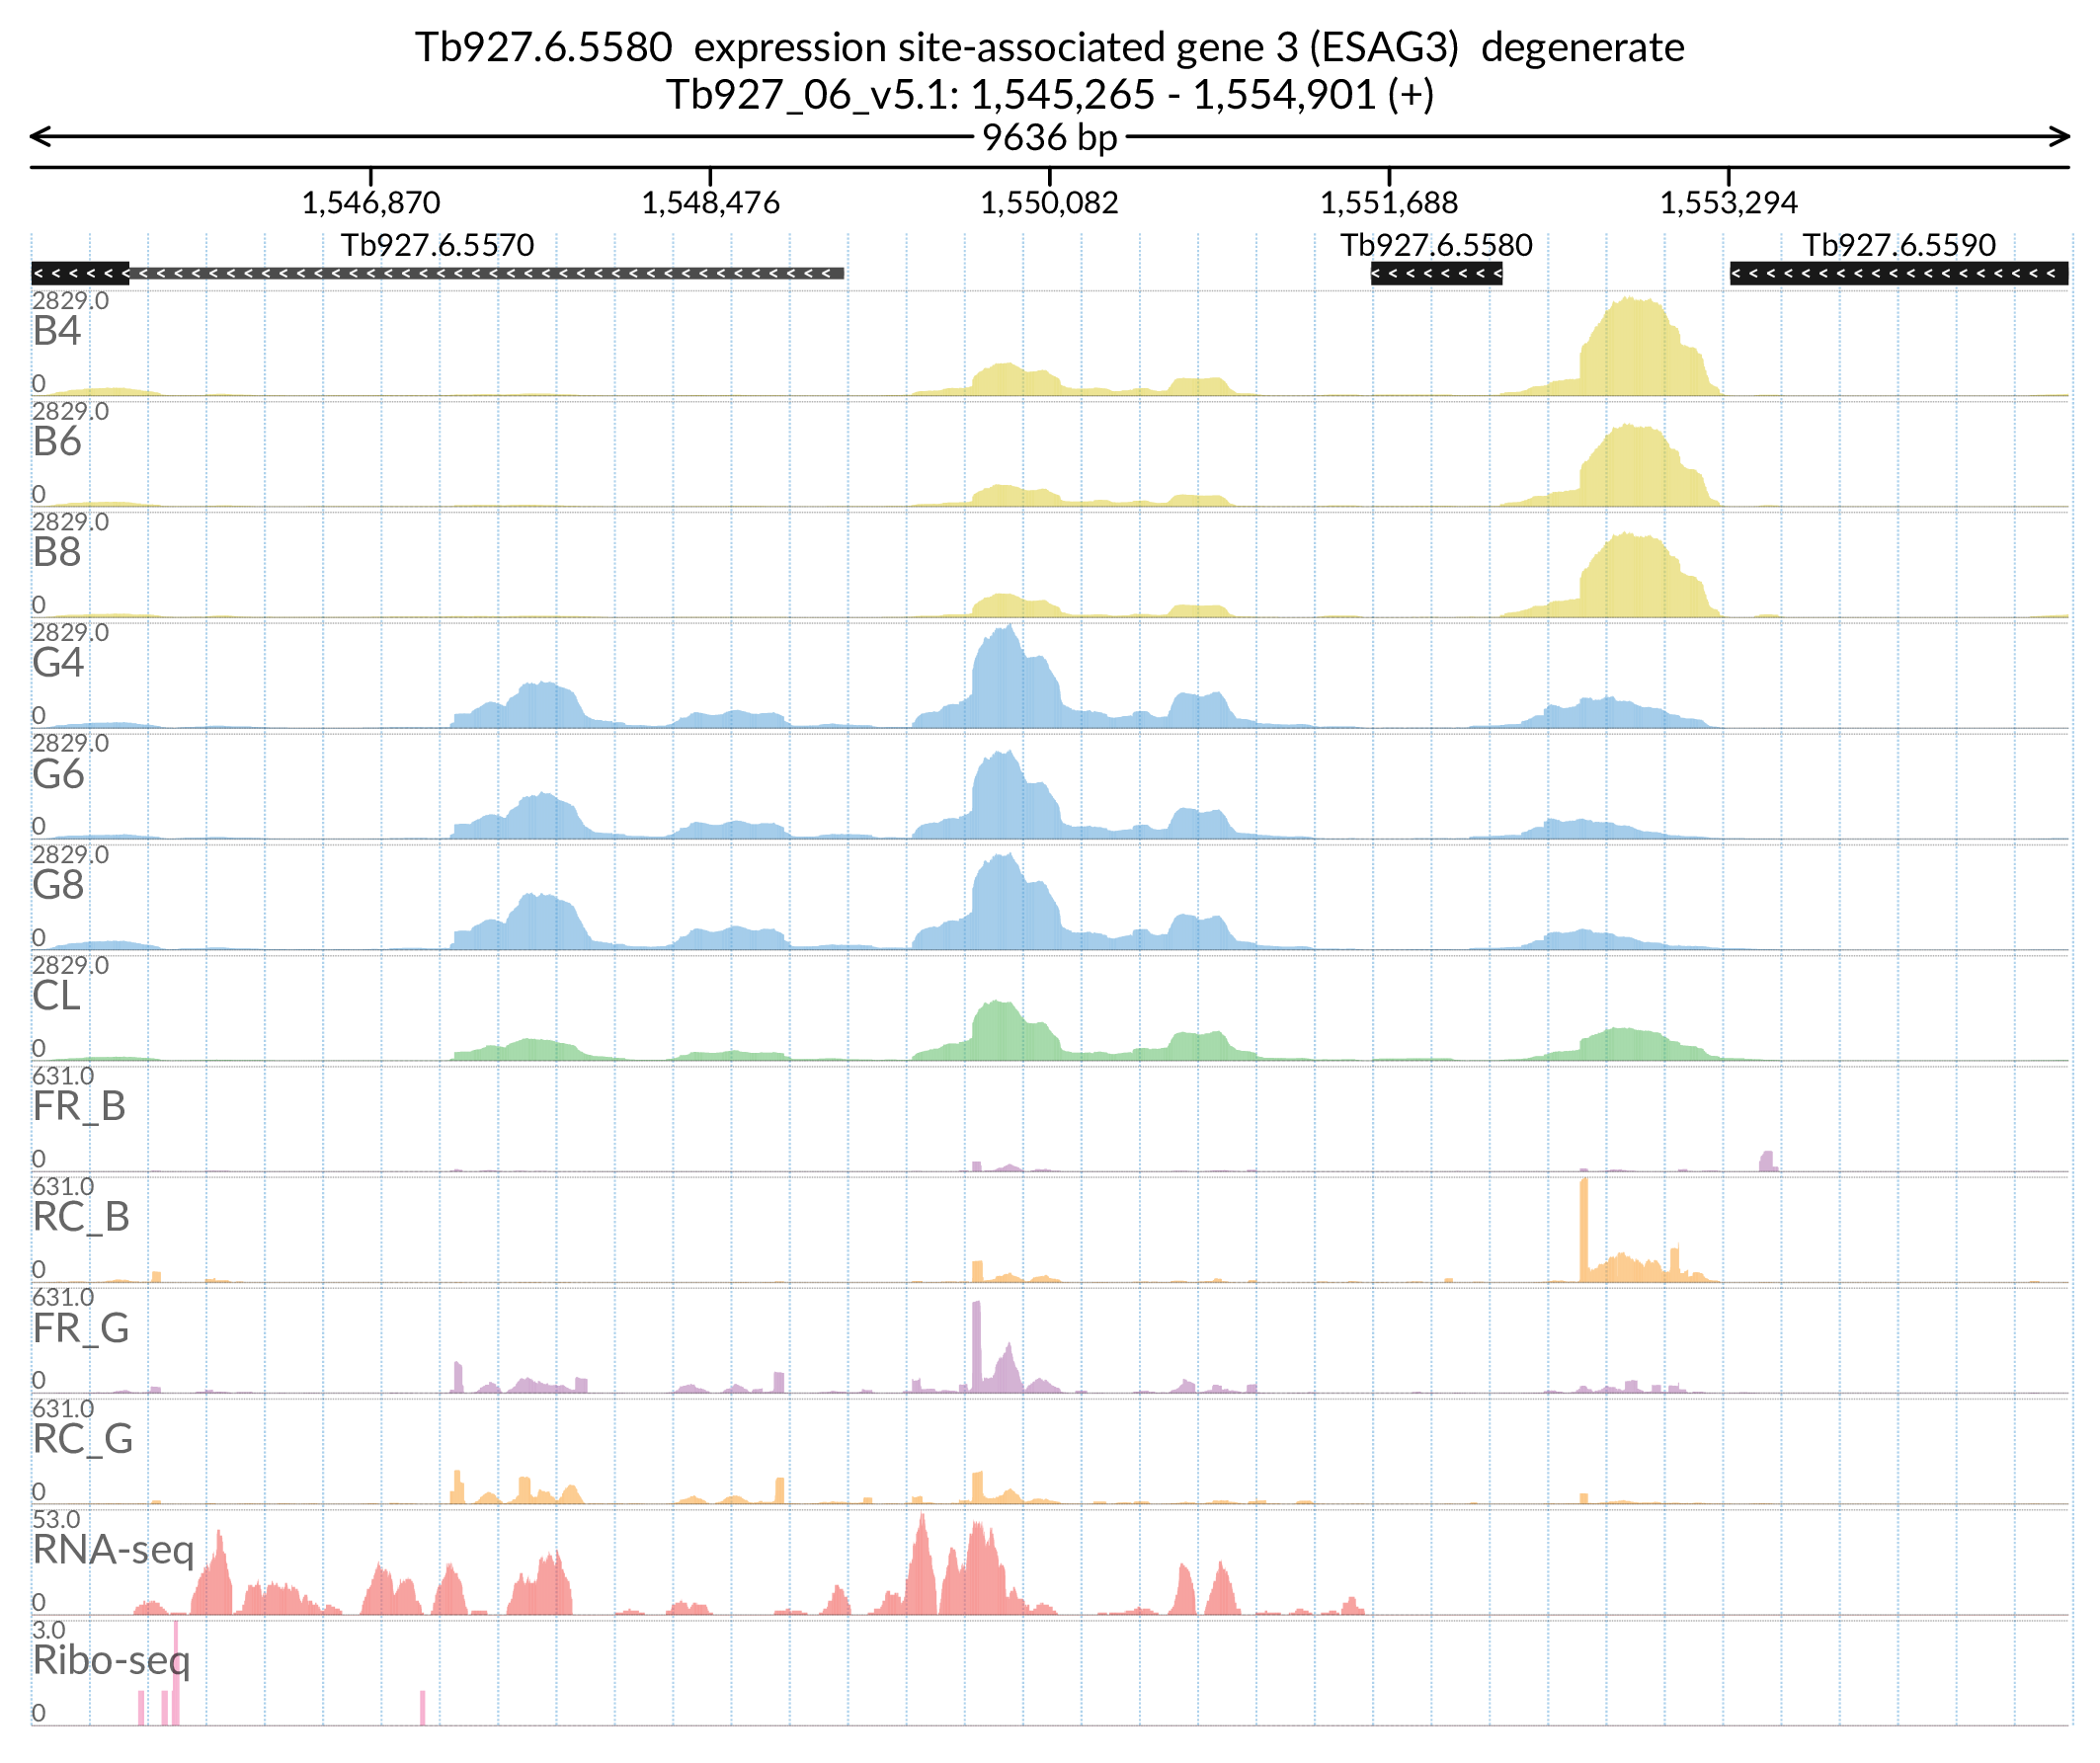 Tb927.6.5580  expression site-associated gene 3 (ESAG3)  degenerate
Tb927_06_v5.1: 1,545,265 - 1,554,901 (+)
9636 bp
1,546,870 1,548,476 1,550,082 1,551,688 1,553,294
Tb927.6.5570 Tb927.6.5580 Tb927.6.5590
2829.0
B4
0
2829.0
B6
0
2829.0
B8
0
2829.0
G4
0
2829.0
G6
0
2829.0
G8
0
2829.0
CL
0
631.0
FR_B
0
631.0
RC_B
0
631.0
FR_G
0
631.0
RC_G
0
53.0
RNA-seq
0
3.0
Ribo-seq
0